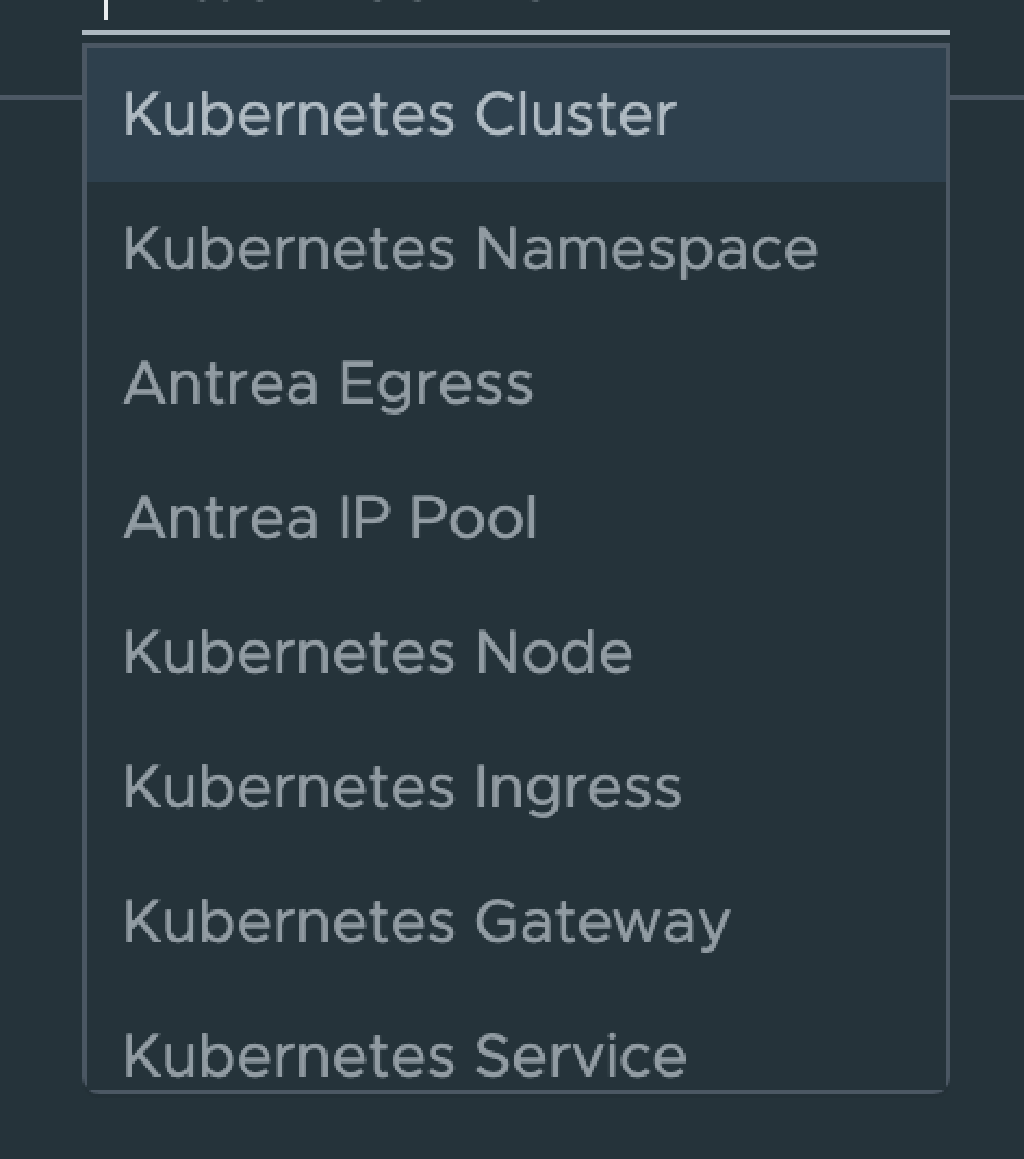 Kubernetes Cluster
Kubernetes Namespace
Antrea Egress
Antrea IP Pool
Kubernetes Node
Kubernetes Ingress
Kubernetes Gateway
Kubernetes Service